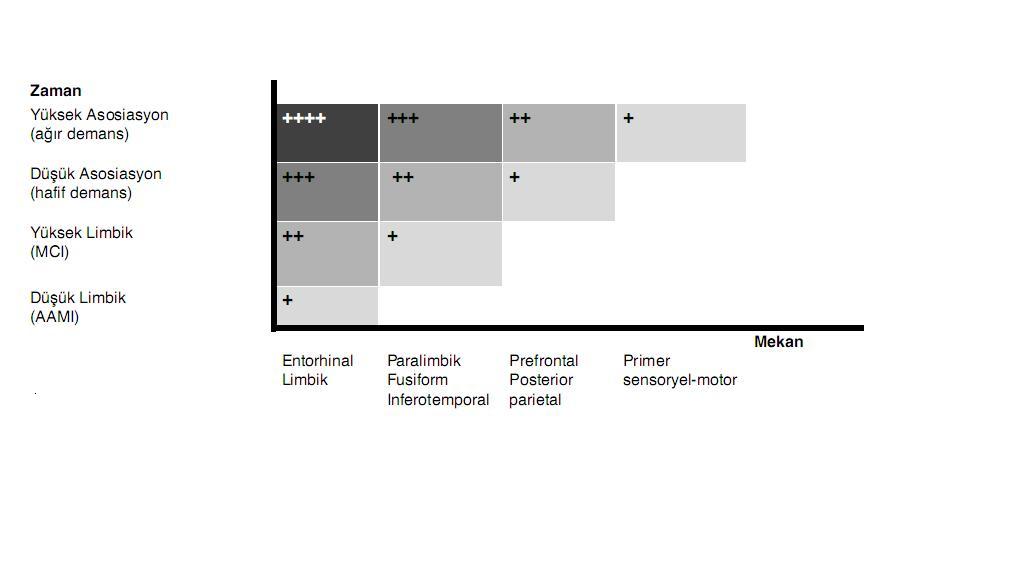 Zaman
Yüksek Asosiasyon
(ağır demans)
++++ +++ ++ +
Düşük Asosiasyon
(hafif demans)
+++ ++ +
Yüksek Limbik
(MCI)
++ +
Düşük Limbik
(AAMI)
+
Mekan
Entorhinal
Limbik
Paralimbik
Fusiform
Inferotemporal
Prefrontal
Posterior
parietal
Primer
sensoryel-motor